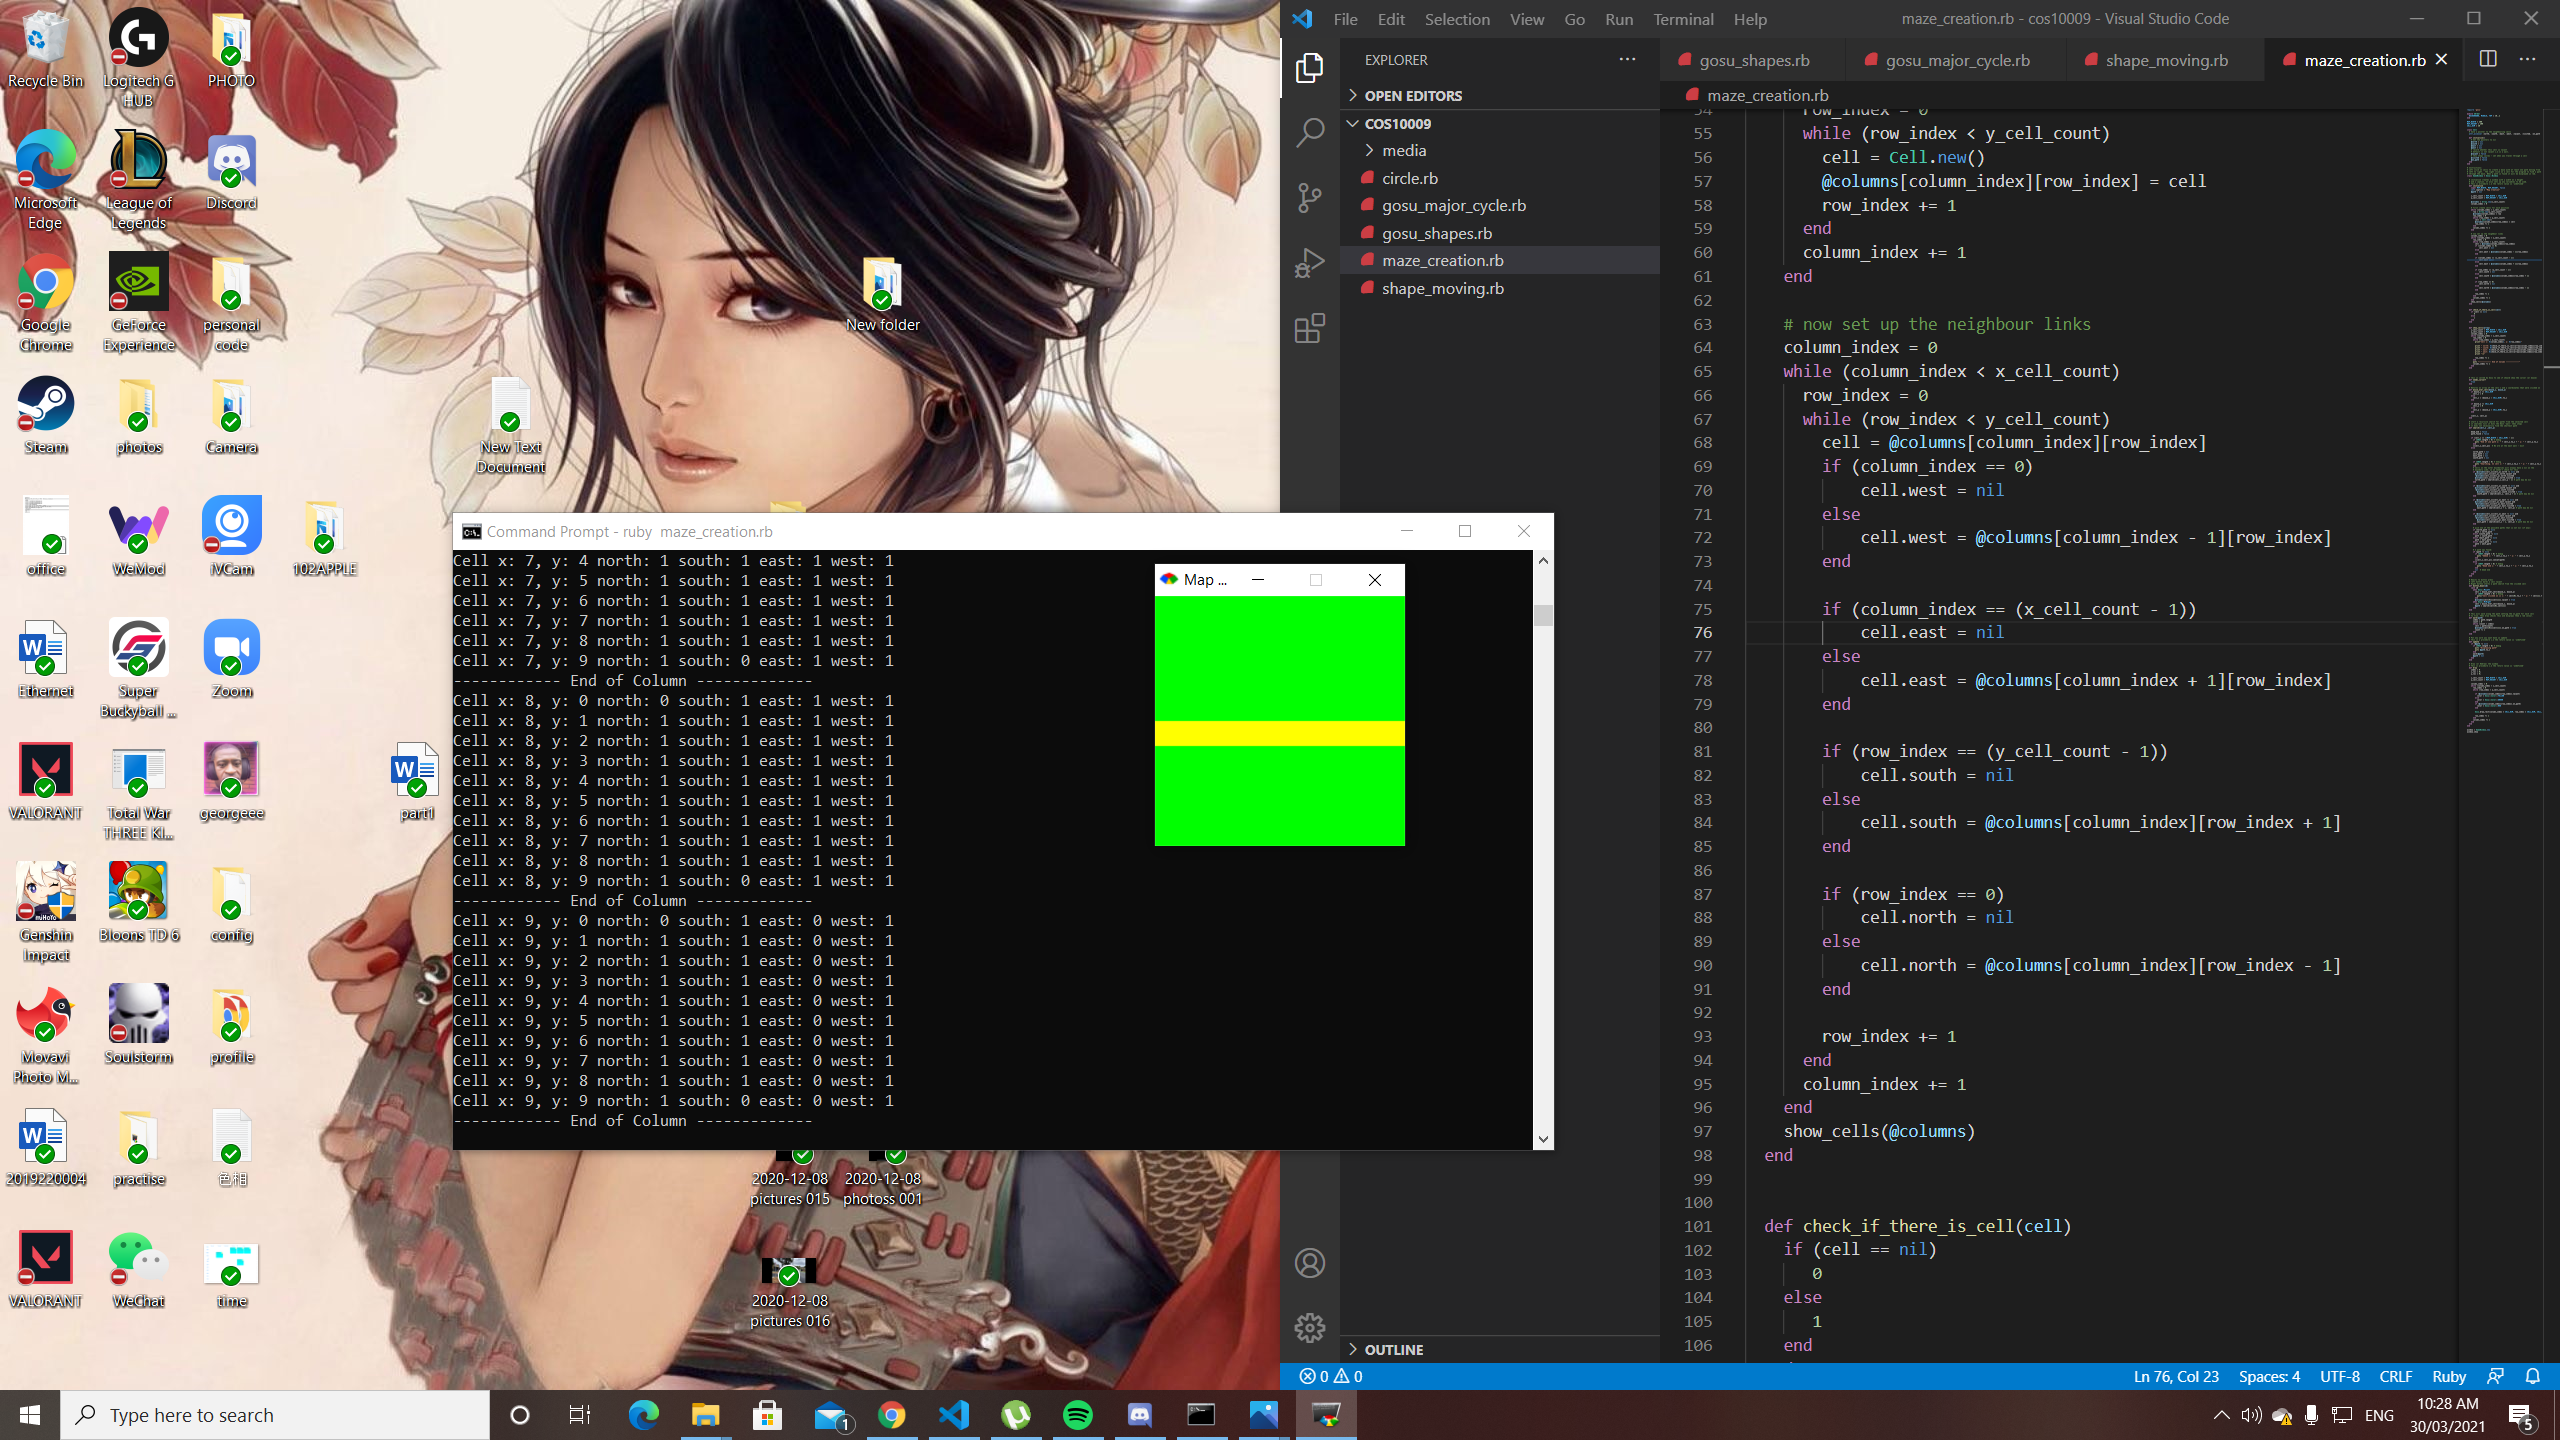 Recycle Bin
Logitech G
HUB
PHOTO
Microsoft
Edge
League of
Legends
Discord
Google
Chrome
GeForce
Experience
personal
code
New folder
Steam
photos
Camera
New Text
Document
office
WeMod
iVCam
102APPLE
Ethernet
Super
Buckyball ...
Zoom
VALORANT
Total War
THREE KI...
georgeee
part1
Genshin
Impact
Bloons TD 6
config
Movavi
Photo M...
Soulstorm
profile
2019220004
practise
色相
2020-12-08
pictures 015
2020-12-08
photoss 001
VALORANT
WeChat
time
2020-12-08
pictures 016
Command Prompt - ruby  maze_creation.rb
Cell x: 7, y: 4 north: 1 south: 1 east: 1 west: 1
Cell x: 7, y: 5 north: 1 south: 1 east: 1 west: 1
Cell x: 7, y: 6 north: 1 south: 1 east: 1 west: 1
Cell x: 7, y: 7 north: 1 south: 1 east: 1 west: 1
Cell x: 7, y: 8 north: 1 south: 1 east: 1 west: 1
Cell x: 7, y: 9 north: 1 south: 0 east: 1 west: 1
------------ End of Column -------------
Cell x: 8, y: 0 north: 0 south: 1 east: 1 west: 1
Cell x: 8, y: 1 north: 1 south: 1 east: 1 west: 1
Cell x: 8, y: 2 north: 1 south: 1 east: 1 west: 1
Cell x: 8, y: 3 north: 1 south: 1 east: 1 west: 1
Cell x: 8, y: 4 north: 1 south: 1 east: 1 west: 1
Cell x: 8, y: 5 north: 1 south: 1 east: 1 west: 1
Cell x: 8, y: 6 north: 1 south: 1 east: 1 west: 1
Cell x: 8, y: 7 north: 1 south: 1 east: 1 west: 1
Cell x: 8, y: 8 north: 1 south: 1 east: 1 west: 1
Cell x: 8, y: 9 north: 1 south: 0 east: 1 west: 1
------------ End of Column -------------
Cell x: 9, y: 0 north: 0 south: 1 east: 0 west: 1
Cell x: 9, y: 1 north: 1 south: 1 east: 0 west: 1
Cell x: 9, y: 2 north: 1 south: 1 east: 0 west: 1
Cell x: 9, y: 3 north: 1 south: 1 east: 0 west: 1
Cell x: 9, y: 4 north: 1 south: 1 east: 0 west: 1
Cell x: 9, y: 5 north: 1 south: 1 east: 0 west: 1
Cell x: 9, y: 6 north: 1 south: 1 east: 0 west: 1
Cell x: 9, y: 7 north: 1 south: 1 east: 0 west: 1
Cell x: 9, y: 8 north: 1 south: 1 east: 0 west: 1
Cell x: 9, y: 9 north: 1 south: 0 east: 0 west: 1
------------ End of Column -------------
Map ...
File Edit Selection View Go Run Terminal Help
maze_creation.rb - cos10009 - Visual Studio Code
EXPLORER
OPEN EDITORS
COS10009
media
circle.rb
gosu_major_cycle.rb
gosu_shapes.rb
maze_creation.rb
shape_moving.rb
OUTLINE
gosu_shapes.rb gosu_major_cycle.rb shape_moving.rb maze_creation.rb
maze_creation.rb
54 row_index = 0
55 while (row_index < y_cell_count)
56 cell = Cell.new()
57 @columns[column_index][row_index] = cell
58 row_index += 1
59 end
60 column_index += 1
61 end
62
63 # now set up the neighbour links
64 column_index = 0
65 while (column_index < x_cell_count)
66 row_index = 0
67 while (row_index < y_cell_count)
68 cell = @columns[column_index][row_index]
69 if (column_index == 0)
70 cell.west = nil
71 else
72 cell.west = @columns[column_index - 1][row_index]
73 end
74
75 if (column_index == (x_cell_count - 1))
76 cell.east = nil
77 else
78 cell.east = @columns[column_index + 1][row_index]
79 end
80
81 if (row_index == (y_cell_count - 1))
82 cell.south = nil
83 else
84 cell.south = @columns[column_index][row_index + 1]
85 end
86
87 if (row_index == 0)
88 cell.north = nil
89 else
90 cell.north = @columns[column_index][row_index - 1]
91 end
92
93 row_index += 1
94 end
95 column_index += 1
96 end
97 show_cells(@columns)
98 end
99
100
101 def check_if_there_is_cell(cell)
102 if (cell == nil)
103 0
104 else
105 1
106 end
0 0
Ln 76, Col 23 Spaces: 4 UTF-8 CRLF Ruby
Type here to search
1
ENG
10:28 AM
30/03/2021
5